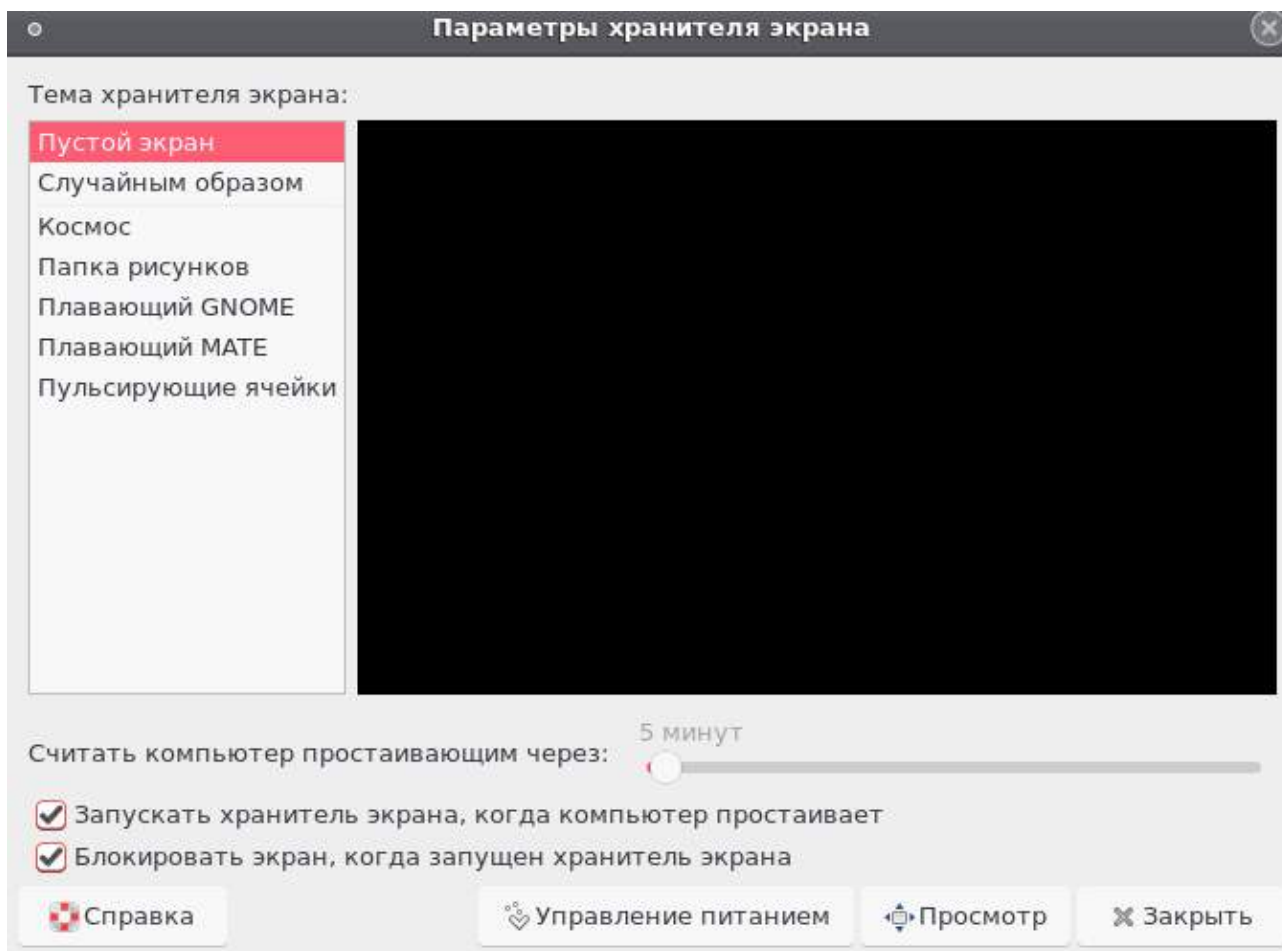 Параметры хранителя экрана
Тема хранителя экрана:
Пустой экран
Случайным образом
Космос
Папка рисунков
Плавающий GNOME
Плавающий MATE
Пульсирующие ячейки
5 минут
Считать компьютер простаивающим через:
Запускать хранитель экрана, когда компьютер простаивает
Блокировать экран, когда запущен хранитель экрана
Справка Управление питанием Просмотр Закрыть